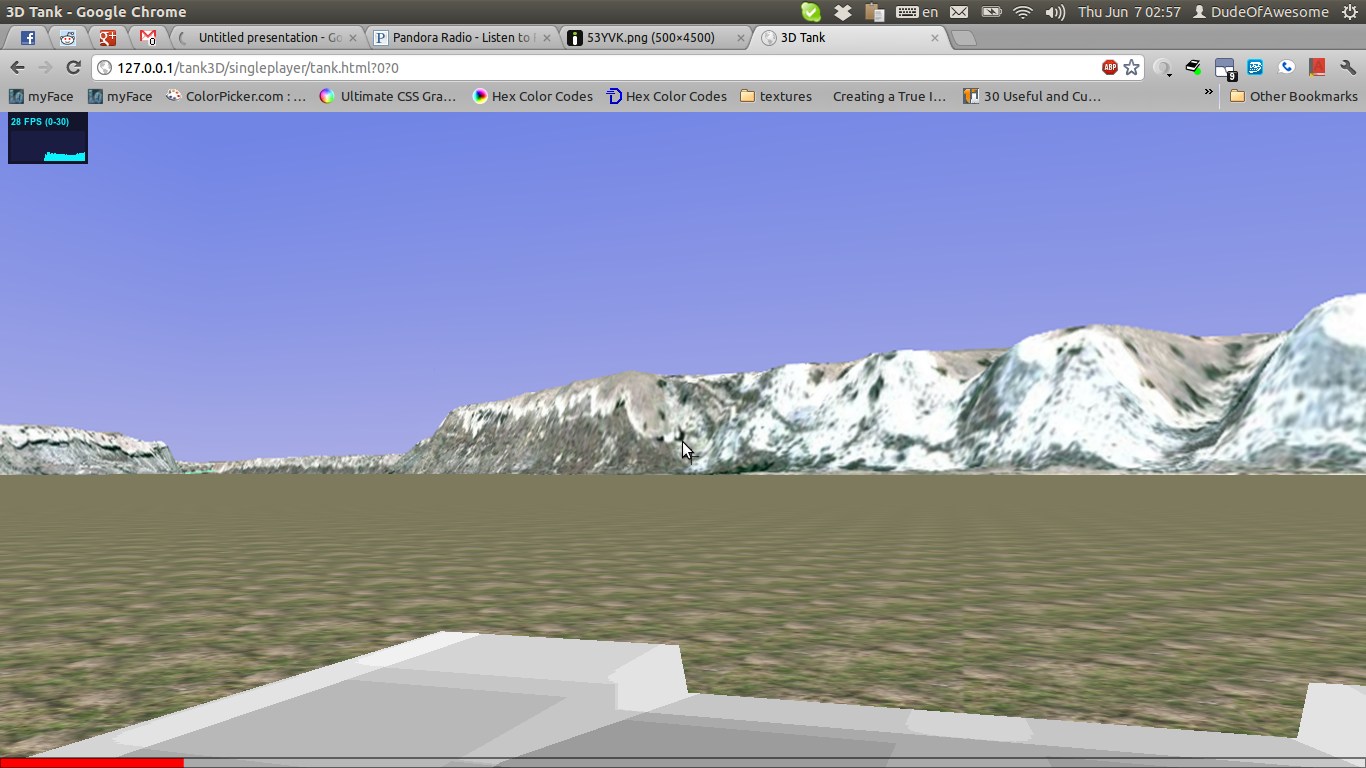 3D Tank - Google Chrome
en
Thu Jun 7 02:57
DudeOfAwesome
0
Untitled presentation - Go
Pandora Radio - Listen to
53YVK.png (500×4500)
3D Tank
127.0.0.1/tank3D/singleplayer/tank.html?0?0
ABP
9
myFace
myFace
ColorPicker.com : ...
Ultimate CSS Gra...
Hex Color Codes
Hex Color Codes
textures
Creating a True I...
30 Useful and Cu...
»
Other Bookmarks
28 FPS (0-30)